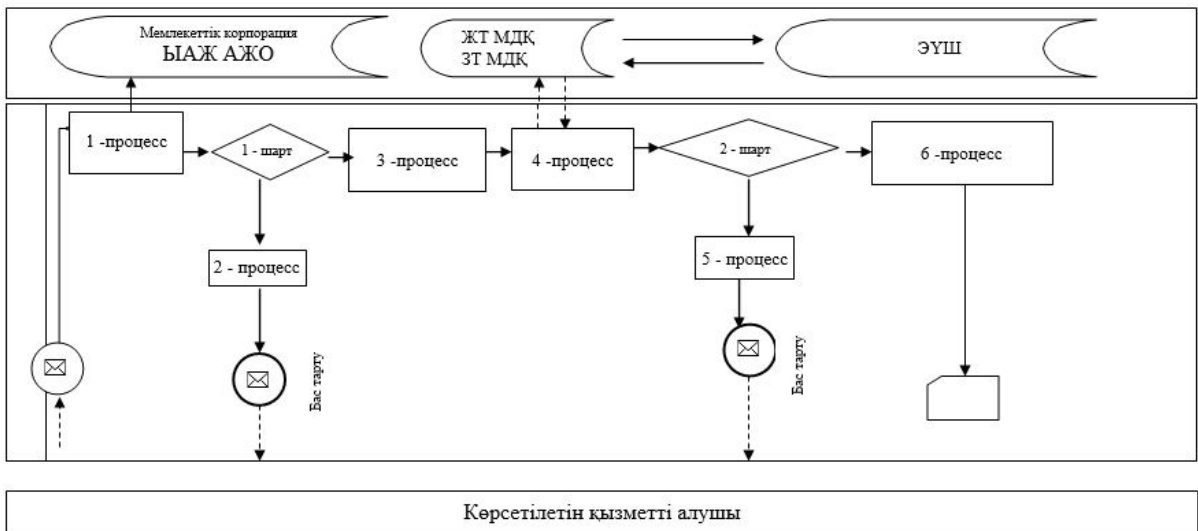 Мемлекеттік корпорация
ЫАЖ АЖО
ЖТ МДҚ
ЗТ МДҚ
ЭҮШ
1 -процесс
1 - шарт
3 -процесс
4 -процесс
2 - шарт
6 -процесс
2 - процесс
5 - процесс
Бас тарту
Бас тарту
Көрсетілетін қызметті алушы